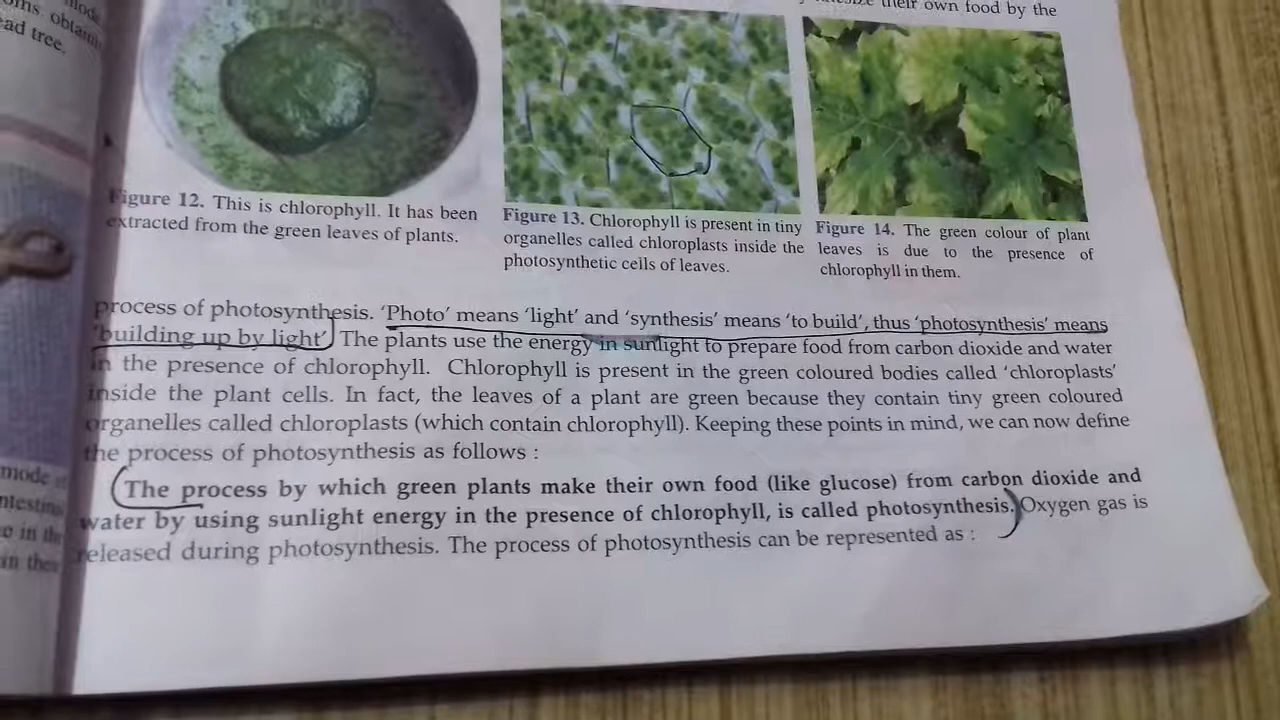 their own food by the
obtain
ead tree.
Figure 12. This is chlorophyll. It has been
extracted from the green leaves of plants.
Figure 13. Chlorophyll is present in tiny
organelles called chloroplasts inside the
photosynthetic cells of leaves.
Figure 14. The green colour of plant
leaves is due to the presence of
chlorophyll in them.
process of photosynthesis. ‘Photo’ means ‘light’ and ‘synthesis’ means ‘to build’, thus ‘photosynthesis’ means
‘building up by light’. The plants use the energy in sunlight to prepare food from carbon dioxide and water
in the presence of chlorophyll. Chlorophyll is present in the green coloured bodies called ‘chloroplasts’
inside the plant cells. In fact, the leaves of a plant are green because they contain tiny green coloured
organelles called chloroplasts (which contain chlorophyll). Keeping these points in mind, we can now define
the process of photosynthesis as follows :
The process by which green plants make their own food (like glucose) from carbon dioxide and
water by using sunlight energy in the presence of chlorophyll, is called photosynthesis. Oxygen gas is
released during photosynthesis. The process of photosynthesis can be represented as :
mode
in the